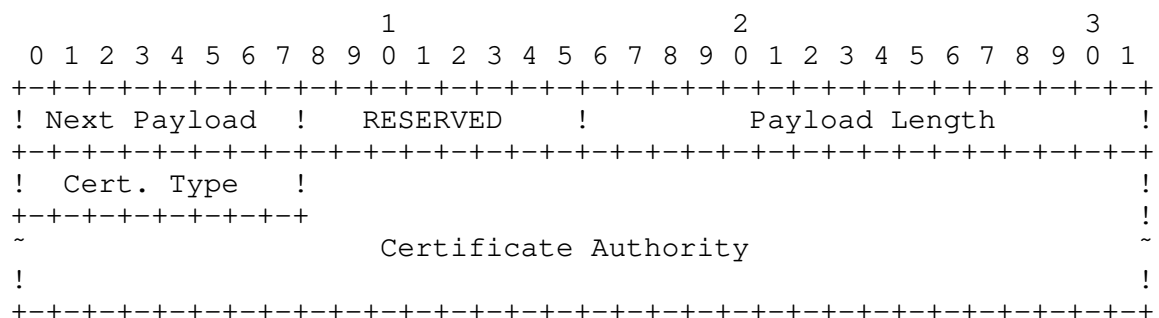 1                   2                   3
 0 1 2 3 4 5 6 7 8 9 0 1 2 3 4 5 6 7 8 9 0 1 2 3 4 5 6 7 8 9 0 1
+-+-+-+-+-+-+-+-+-+-+-+-+-+-+-+-+-+-+-+-+-+-+-+-+-+-+-+-+-+-+-+-+
! Next Payload  !   RESERVED    !         Payload Length        !
+-+-+-+-+-+-+-+-+-+-+-+-+-+-+-+-+-+-+-+-+-+-+-+-+-+-+-+-+-+-+-+-+
!  Cert. Type   !                                               !
+-+-+-+-+-+-+-+-+                                               !
~                    Certificate Authority                      ~
!                                                               !
+-+-+-+-+-+-+-+-+-+-+-+-+-+-+-+-+-+-+-+-+-+-+-+-+-+-+-+-+-+-+-+-+